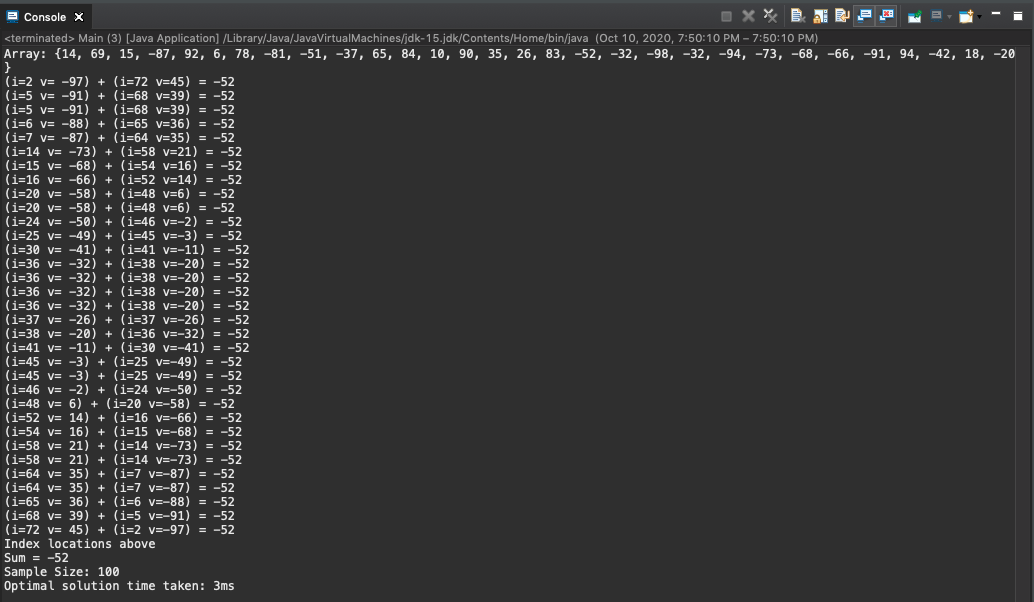 Console
<terminated> Main (3) [Java Application] /Library/Java/JavaVirtualMachines/jdk-15.jdk/Contents/Home/bin/java (Oct 10, 2020, 7:50:10 PM – 7:50:10 PM)
Array: {14, 69, 15, -87, 92, 6, 78, -81, -51, -37, 65, 84, 10, 90, 35, 26, 83, -52, -32, -98, -32, -94, -73, -68, -66, -91, 94, -42, 18, -20
}
(i=2 v= -97) + (i=72 v=45) = -52
(i=5 v= -91) + (i=68 v=39) = -52
(i=5 v= -91) + (i=68 v=39) = -52
(i=6 v= -88) + (i=65 v=36) = -52
(i=7 v= -87) + (i=64 v=35) = -52
(i=14 v= -73) + (i=58 v=21) = -52
(i=15 v= -68) + (i=54 v=16) = -52
(i=16 v= -66) + (i=52 v=14) = -52
(i=20 v= -58) + (i=48 v=6) = -52
(i=20 v= -58) + (i=48 v=6) = -52
(i=24 v= -50) + (i=46 v=-2) = -52
(i=25 v= -49) + (i=45 v=-3) = -52
(i=30 v= -41) + (i=41 v=-11) = -52
(i=36 v= -32) + (i=38 v=-20) = -52
(i=36 v= -32) + (i=38 v=-20) = -52
(i=36 v= -32) + (i=38 v=-20) = -52
(i=36 v= -32) + (i=38 v=-20) = -52
(i=37 v= -26) + (i=37 v=-26) = -52
(i=38 v= -20) + (i=36 v=-32) = -52
(i=41 v= -11) + (i=30 v=-41) = -52
(i=45 v= -3) + (i=25 v=-49) = -52
(i=45 v= -3) + (i=25 v=-49) = -52
(i=46 v= -2) + (i=24 v=-50) = -52
(i=48 v= 6) + (i=20 v=-58) = -52
(i=52 v= 14) + (i=16 v=-66) = -52
(i=54 v= 16) + (i=15 v=-68) = -52
(i=58 v= 21) + (i=14 v=-73) = -52
(i=58 v= 21) + (i=14 v=-73) = -52
(i=64 v= 35) + (i=7 v=-87) = -52
(i=64 v= 35) + (i=7 v=-87) = -52
(i=65 v= 36) + (i=6 v=-88) = -52
(i=68 v= 39) + (i=5 v=-91) = -52
(i=72 v= 45) + (i=2 v=-97) = -52
Index locations above
Sum = -52
Sample Size: 100
Optimal solution time taken: 3ms